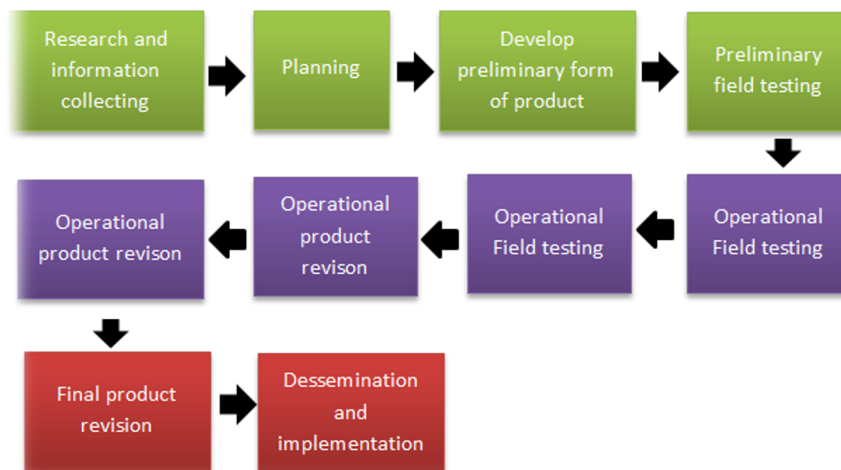 Research and
information
collecting
Planning
Develop
preliminary form
of product
Preliminary
field testing
Operational
Field testing
Operational
Field testing
Operational
product
revison
Operational
product revison
Final product
revision
Dessemination
and
implementation